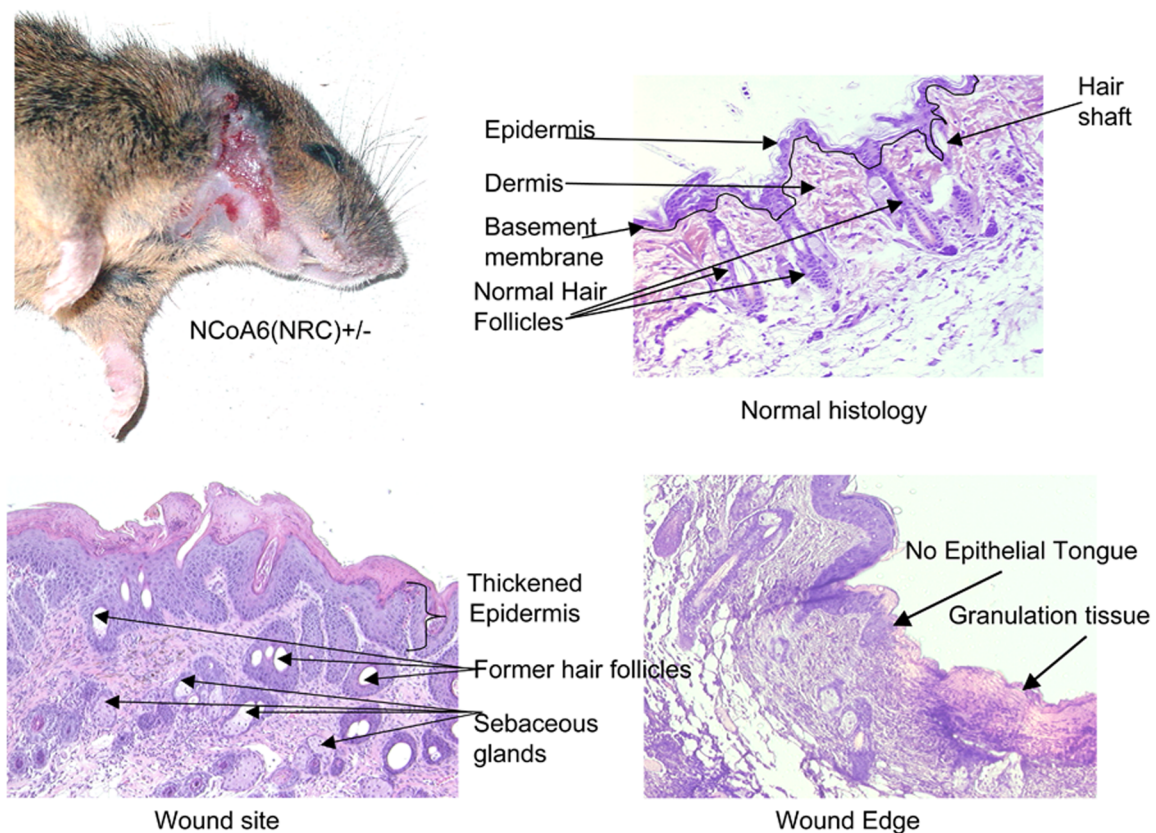 NCoA6(NRC)+/-
Epidermis
Dermis
Basement
membrane
Normal Hair
Follicles
Hair
shaft
Normal histology
Thickened
Epidermis
Former hair follicles
Sebaceous
glands
Wound site
No Epithelial Tongue
Granulation tissue
Wound Edge